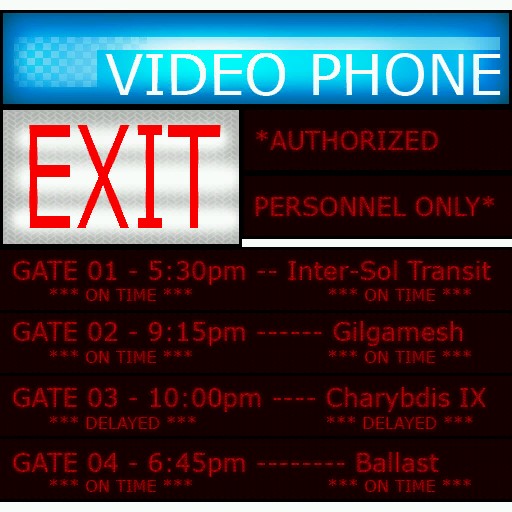 VIDEO PHONE
EXIT
*AUTHORIZED
PERSONNEL ONLY*
GATE 01 - 5:30pm -- Inter-Sol Transit
*** ON TIME *** *** ON TIME ***
GATE 02 - 9:15pm ------ Gilgamesh
*** ON TIME *** *** ON TIME ***
GATE 03 - 10:00pm ---- Charybdis IX
*** DELAYED *** *** DELAYED ***
GATE 04 - 6:45pm -------- Ballast
*** ON TIME *** *** ON TIME ***